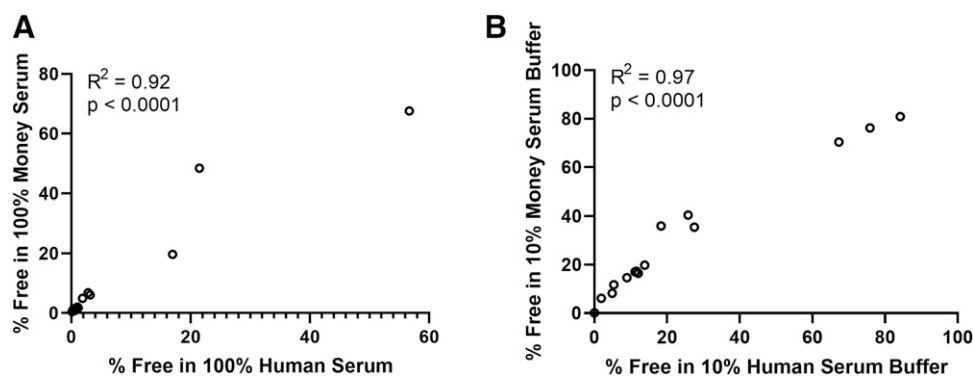 A
% Free in 100% Money Serum
R² = 0.92
p < 0.0001
80
60
40
20
0
0 20 40 60
% Free in 100% Human Serum
B
% Free in 10% Money Serum Buffer
R² = 0.97
p < 0.0001
100
80
60
40
20
0
0 20 40 60 80 100
% Free in 10% Human Serum Buffer